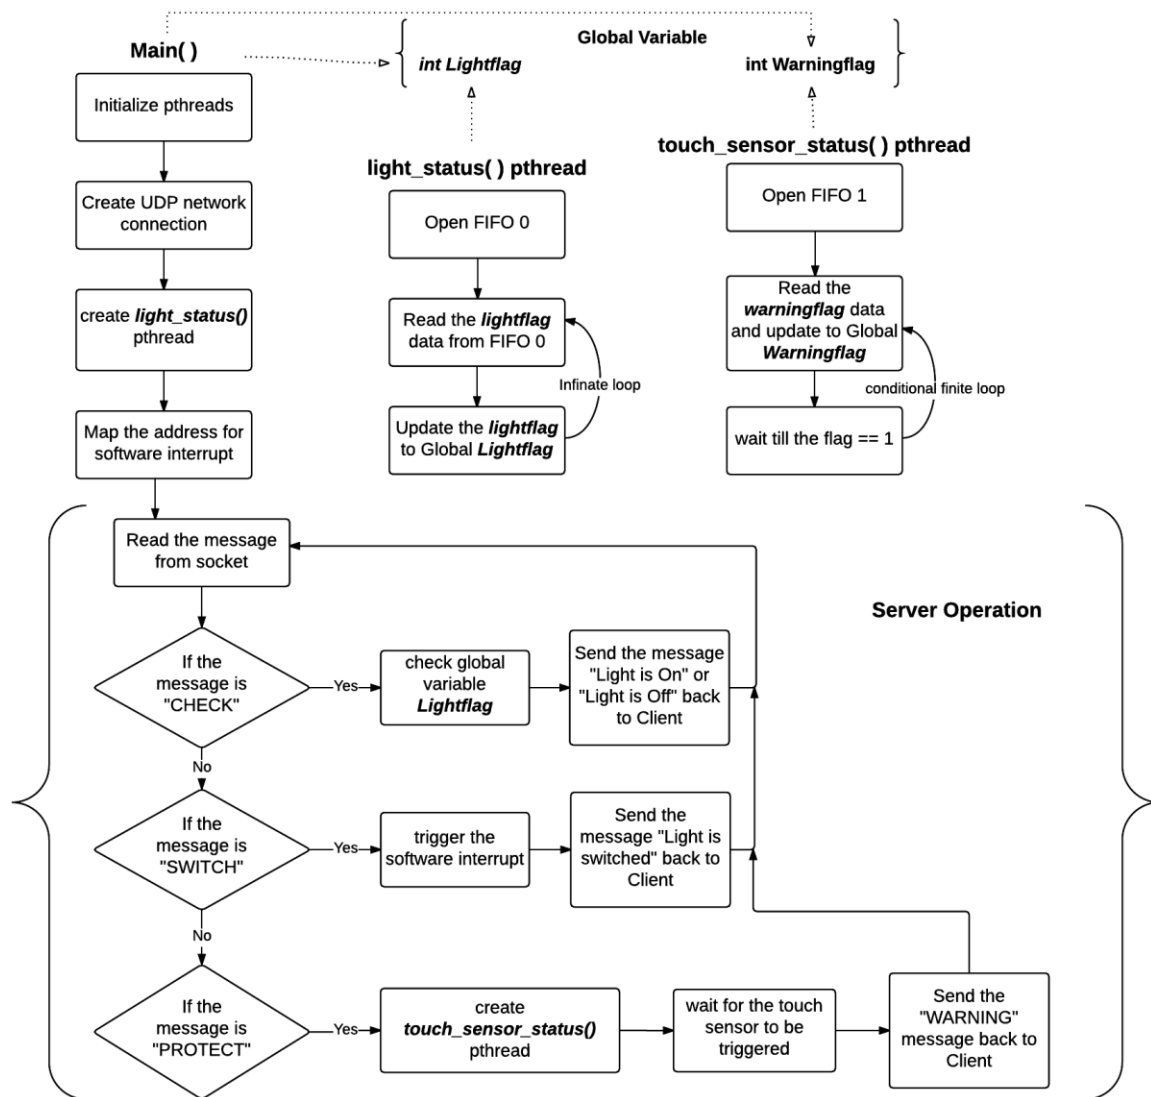 Global Variable
Main( )
int Lightflag
int Warningflag
Initialize pthreads
Create UDP network
connection
create light_status()
pthread
Map the address for
software interrupt
light_status( ) pthread
Open FIFO 0
Read the lightflag
data from FIFO 0
Infinate loop
Update the lightflag
to Global Lightflag
touch_sensor_status( ) pthread
Open FIFO 1
Read the
warningflag data
and update to Global
Warningflag
conditional finite loop
wait till the flag == 1
Server Operation
Read the message
from socket
If the
message is
"CHECK"
Yes
check global
variable
Lightflag
Send the message
"Light is On" or
"Light is Off" back
to Client
No
If the
message is
"SWITCH"
Yes
trigger the
software interrupt
Send the
message "Light is
switched" back to
Client
No
If the
message is
"PROTECT"
Yes
create
touch_sensor_status()
pthread
wait for the touch
sensor to be
triggered
Send the
"WARNING"
message back to
Client